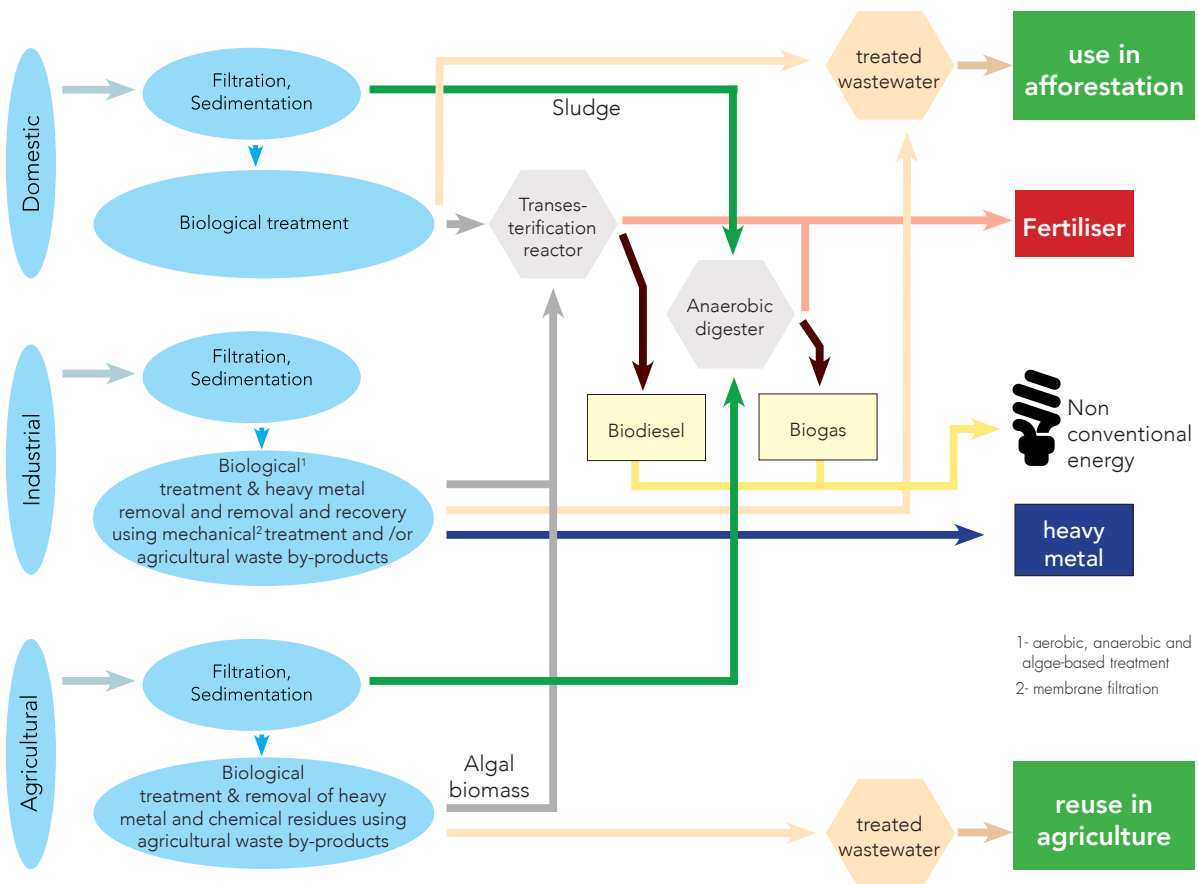 Domestic
Filtration,
Sedimentation
Biological treatment
Sludge
Transes-
terification
reactor
treated
wastewater
use in
afforestation
Fertiliser
Anaerobic
digester
Industrial
Filtration,
Sedimentation
Biological¹
treatment & heavy metal
removal and removal and recovery
using mechanical² treatment and /or
agricultural waste by-products
Biodiesel
Biogas
Non
conventional
energy
heavy
metal
1- aerobic, anaerobic and
algae-based treatment
2- membrane filtration
Agricultural
Filtration,
Sedimentation
Biological
treatment & removal of heavy
metal and chemical residues using
agricultural waste by-products
Algal
biomass
treated
wastewater
reuse in
agriculture